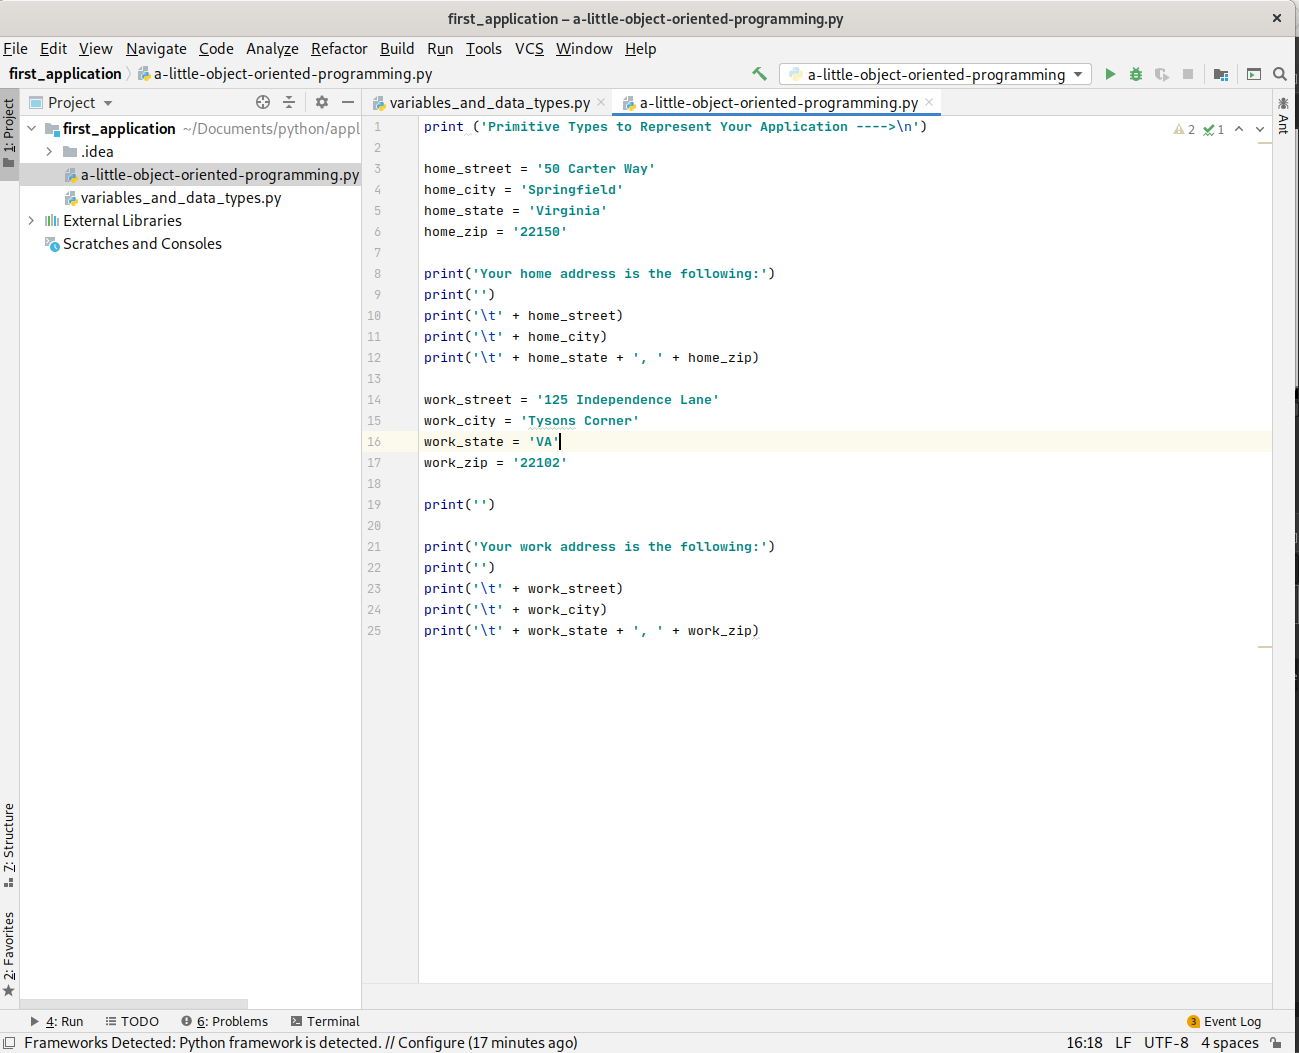 first_application – a-little-object-oriented-programming.py
File Edit View Navigate Code Analyze Refactor Build Run Tools VCS Window Help
first_application a-little-object-oriented-programming.py
a-little-object-oriented-programming
1: Project
Project
first_application ~/Documents/python/appl
.idea
a-little-object-oriented-programming.py
variables_and_data_types.py
External Libraries
Scratches and Consoles
variables_and_data_types.py
a-little-object-oriented-programming.py
2 1
Ant
1 print ('Primitive Types to Represent Your Application ---->\n')
2
3 home_street = '50 Carter Way'
4 home_city = 'Springfield'
5 home_state = 'Virginia'
6 home_zip = '22150'
7
8 print('Your home address is the following:')
9 print('')
10 print('\t' + home_street)
11 print('\t' + home_city)
12 print('\t' + home_state + ', ' + home_zip)
13
14 work_street = '125 Independence Lane'
15 work_city = 'Tysons Corner'
16 work_state = 'VA'
17 work_zip = '22102'
18
19 print('')
20
21 print('Your work address is the following:')
22 print('')
23 print('\t' + work_street)
24 print('\t' + work_city)
25 print('\t' + work_state + ', ' + work_zip)
7: Structure
2: Favorites
4: Run TODO 6: Problems Terminal
3 Event Log
Frameworks Detected: Python framework is detected. // Configure (17 minutes ago)
16:18 LF UTF-8 4 spaces